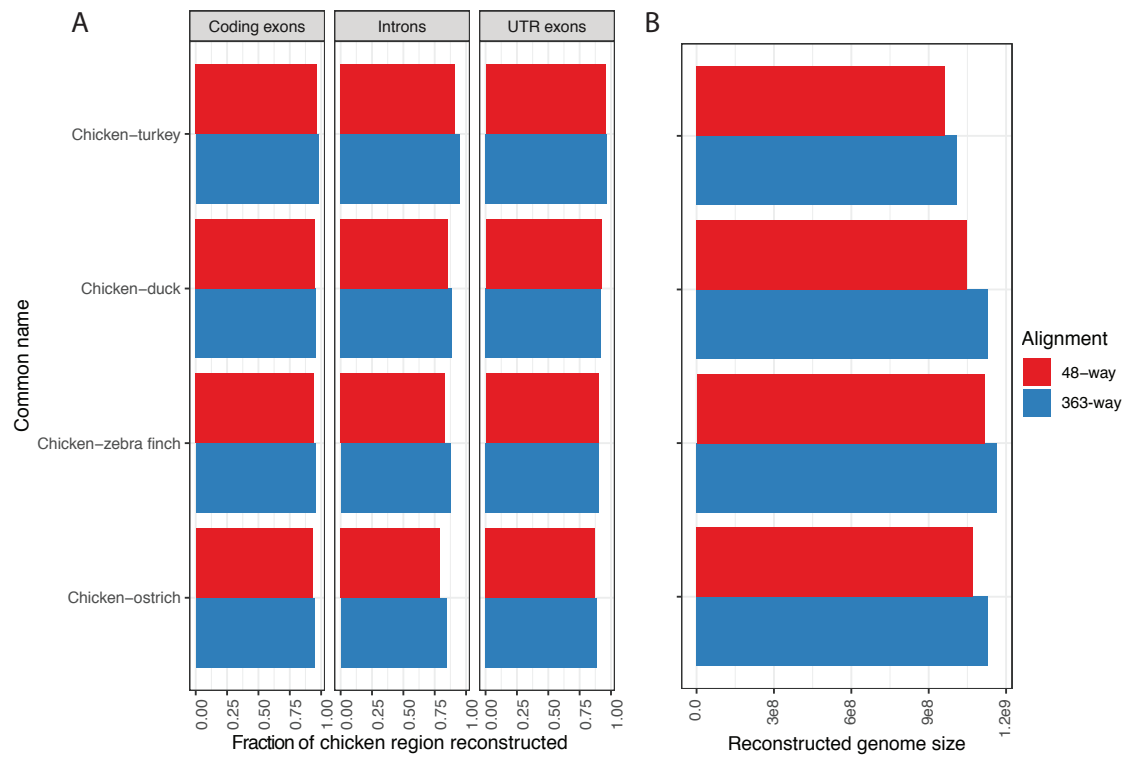 A
B
Coding exons
Introns
UTR exons
Common name
Chicken−turkey
Chicken−duck
Chicken−zebra finch
Chicken−ostrich
0.00 0.25 0.50 0.75 1.00
0.00 0.25 0.50 0.75 1.00
0.00 0.25 0.50 0.75 1.00
Fraction of chicken region reconstructed
0.0 3e8 6e8 9e8 1.2e9
Reconstructed genome size
Alignment
48−way
363-way